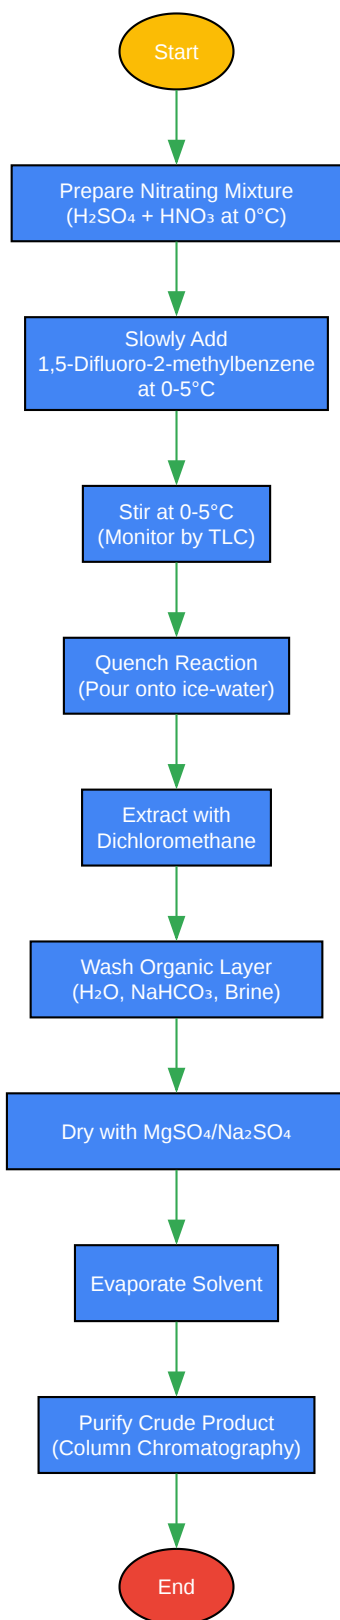 Start
Prepare Nitrating Mixture
(H₂SO₄ + HNO₃ at 0°C)
Slowly Add
1,5-Difluoro-2-methylbenzene
at 0-5°C
Stir at 0-5°C
(Monitor by TLC)
Quench Reaction
(Pour onto ice-water)
Extract with
Dichloromethane
Wash Organic Layer
(H₂O, NaHCO₃, Brine)
Dry with MgSO₄/Na₂SO₄
Evaporate Solvent
Purify Crude Product
(Column Chromatography)
End